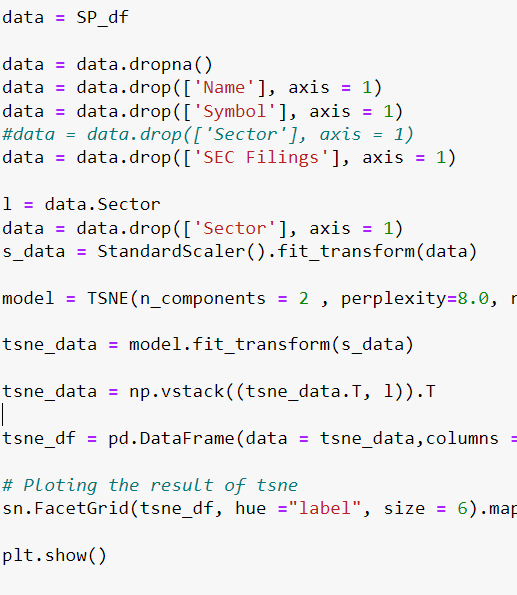 data = SP_df
data = data.dropna()
data = data.drop(['Name'], axis = 1)
data = data.drop(['Symbol'], axis = 1)
#data = data.drop(['Sector'], axis = 1)
data = data.drop(['SEC Filings'], axis = 1)
l = data.Sector
data = data.drop(['Sector'], axis = 1)
s_data = StandardScaler().fit_transform(data)
model = TSNE(n_components = 2 , perplexity=8.0,
tsne_data = model.fit_transform(s_data)
tsne_data = np.vstack((tsne_data.T, l)).T
tsne_df = pd.DataFrame(data = tsne_data,columns =
# Ploting the result of tsne
sn.FacetGrid(tsne_df, hue ="label", size = 6).map
plt.show()